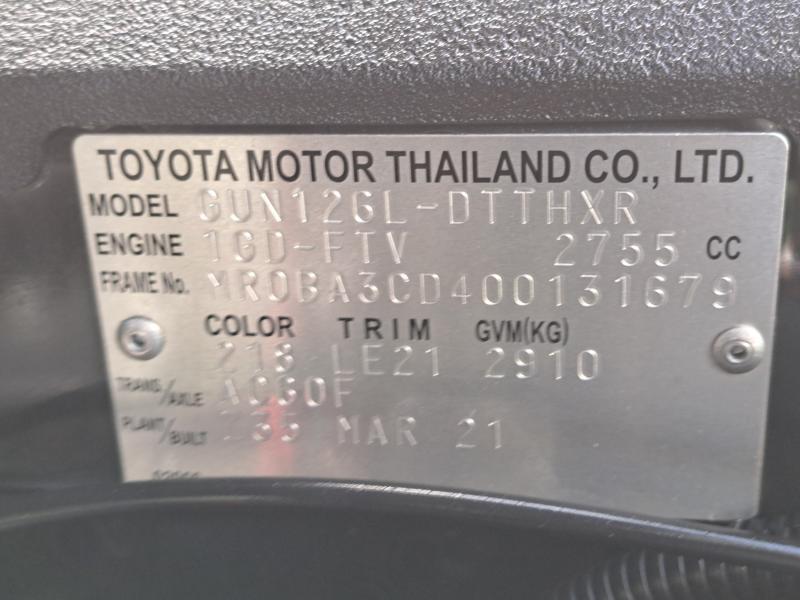 TOYOTA MOTOR THAILAND CO., LTD.
MODEL GUN126L-DTTHXR
ENGINE 1GD-FTV 2755 CC
FRAME No. MR0BA3CD400131679
COLOR TRIM GVM(KG)
218 LE21 2910
TRANS/AXLE AC60F
PLANT/BUILT Z35 MAR 21